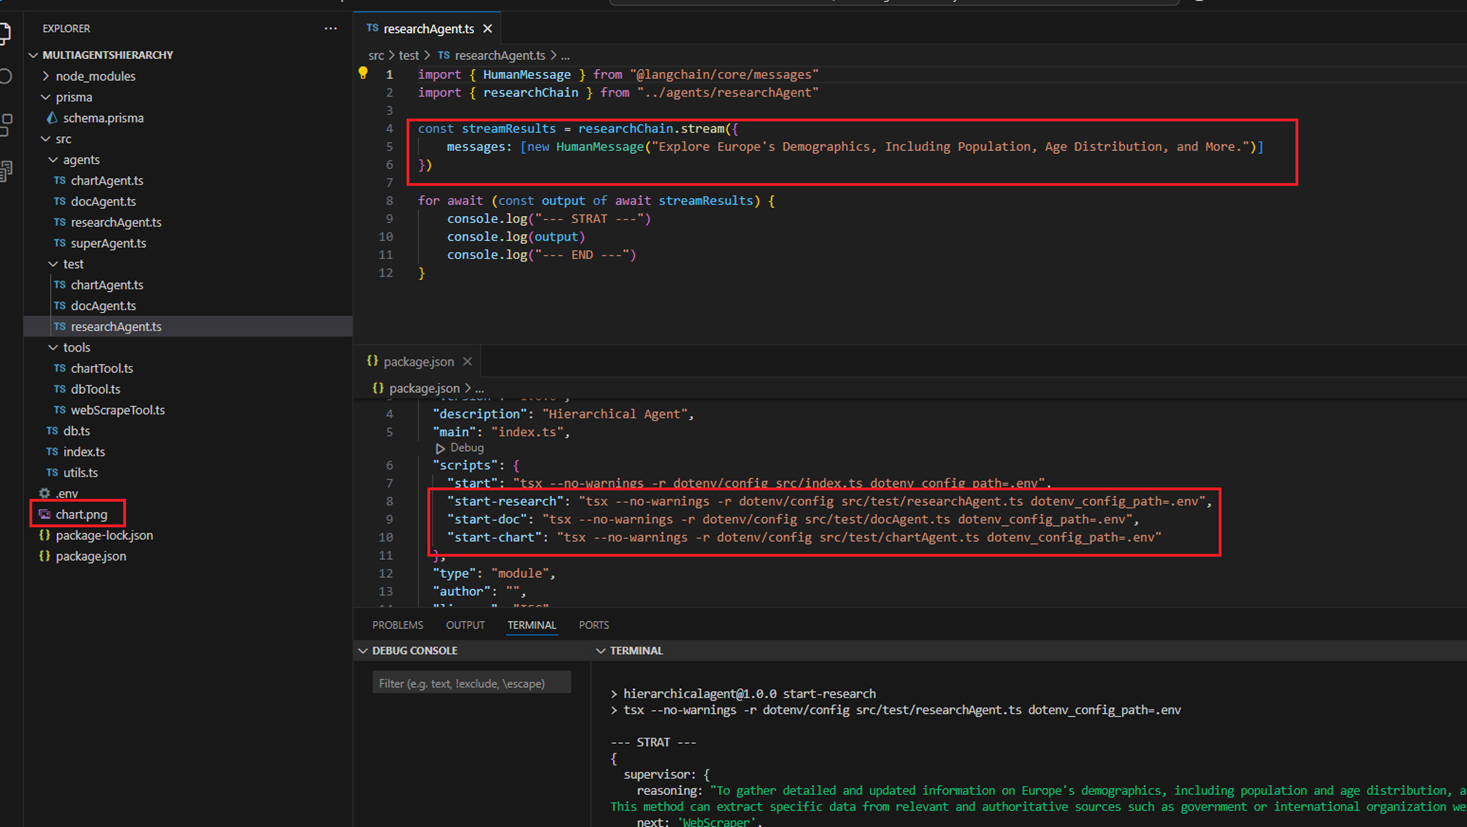 EXPLORER
MULTIAGENTSHIERARCHY
node_modules
prisma
schema.prisma
src
agents
TS chartAgent.ts
TS docAgent.ts
TS researchAgent.ts
TS superAgent.ts
test
TS chartAgent.ts
TS docAgent.ts
TS researchAgent.ts
tools
TS chartTool.ts
TS dbTool.ts
TS webScrapeTool.ts
TS db.ts
TS index.ts
TS utils.ts
.env
chart.png
{} package-lock.json
{} package.json
TS researchAgent.ts
src > test > TS researchAgent.ts > ...
1 import { HumanMessage } from "@langchain/core/messages"
2 import { researchChain } from "../agents/researchAgent"
3
4 const streamResults = researchChain.stream({
5 messages: [new HumanMessage("Explore Europe's Demographics, Including Population, Age Distribution, and More.")]
6 })
7
8 for await (const output of await streamResults) {
9 console.log("--- STRAT ---")
10 console.log(output)
11 console.log("--- END ---")
12 }
{} package.json
{} package.json > ...
4 "description": "Hierarchical Agent",
5 "main": "index.ts",
Debug
6 "scripts": {
7 "start": "tsx --no-warnings -r dotenv/config src/index.ts dotenv_config_path=.env",
8 "start-research": "tsx --no-warnings -r dotenv/config src/test/researchAgent.ts dotenv_config_path=.env",
9 "start-doc": "tsx --no-warnings -r dotenv/config src/test/docAgent.ts dotenv_config_path=.env",
10 "start-chart": "tsx --no-warnings -r dotenv/config src/test/chartAgent.ts dotenv_config_path=.env"
11 },
12 "type": "module",
13 "author": "",
PROBLEMS OUTPUT TERMINAL PORTS
DEBUG CONSOLE
Filter (e.g. text, !exclude, \escape)
TERMINAL
> hierarchicalagent@1.0.0 start-research
> tsx --no-warnings -r dotenv/config src/test/researchAgent.ts dotenv_config_path=.env
--- STRAT ---
{
supervisor: {
reasoning: "To gather detailed and updated information on Europe's demographics, including population and age distribution, a
This method can extract specific data from relevant and authoritative sources such as government or international organization we
next: 'WebScraper',